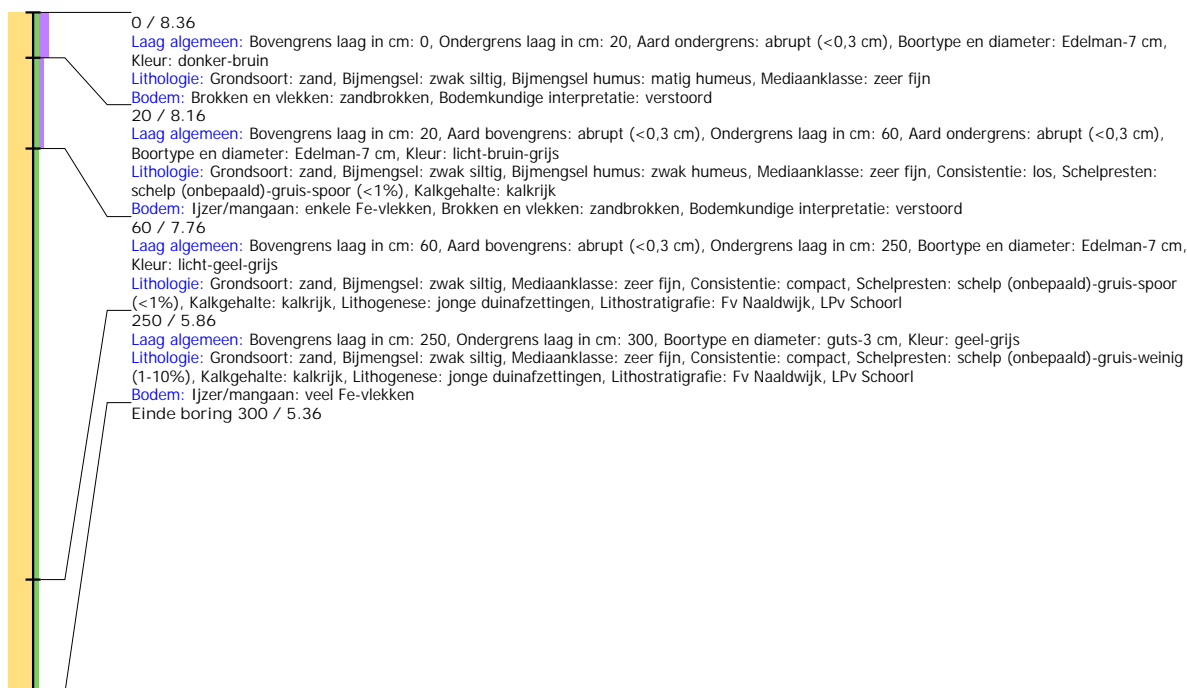 0 / 8.36
Laag algemeen: Bovengrens laag in cm: 0, Ondergrens laag in cm: 20, Aard ondergrens: abrupt (<0,3 cm), Boortype en diameter: Edelman-7 cm,
Kleur: donker-bruin
Lithologie: Grondsoort: zand, Bijmengsel: zwak siltig, Bijmengsel humus: matig humeus, Mediaanklasse: zeer fijn
Bodem: Brokken en vlekken: zandbrokken, Bodemkundige interpretatie: verstoord
20 / 8.16
Laag algemeen: Bovengrens laag in cm: 20, Aard bovengrens: abrupt (<0,3 cm), Ondergrens laag in cm: 60, Aard ondergrens: abrupt (<0,3 cm),
Boortype en diameter: Edelman-7 cm, Kleur: licht-bruin-grijs
Lithologie: Grondsoort: zand, Bijmengsel: zwak siltig, Bijmengsel humus: zwak humeus, Mediaanklasse: zeer fijn, Consistentie: los, Schelpresten:
schelp (onbepaald)-gruis-spoor (<1%), Kalkgehalte: kalkrijk
Bodem: Ijzer/mangaan: enkele Fe-vlekken, Brokken en vlekken: zandbrokken, Bodemkundige interpretatie: verstoord
60 / 7.76
Laag algemeen: Bovengrens laag in cm: 60, Aard bovengrens: abrupt (<0,3 cm), Ondergrens laag in cm: 250, Boortype en diameter: Edelman-7 cm,
Kleur: licht-geel-grijs
Lithologie: Grondsoort: zand, Bijmengsel: zwak siltig, Mediaanklasse: zeer fijn, Consistentie: compact, Schelpresten: schelp (onbepaald)-gruis-spoor
(<1%), Kalkgehalte: kalkrijk, Lithogenese: jonge duinafzettingen, Lithostratigrafie: Fv Naaldwijk, LPv Schoorl
250 / 5.86
Laag algemeen: Bovengrens laag in cm: 250, Ondergrens laag in cm: 300, Boortype en diameter: guts-3 cm, Kleur: geel-grijs
Lithologie: Grondsoort: zand, Bijmengsel: zwak siltig, Mediaanklasse: zeer fijn, Consistentie: compact, Schelpresten: schelp (onbepaald)-gruis-weinig
(1-10%), Kalkgehalte: kalkrijk, Lithogenese: jonge duinafzettingen, Lithostratigrafie: Fv Naaldwijk, LPv Schoorl
Bodem: Ijzer/mangaan: veel Fe-vlekken
Einde boring 300 / 5.36